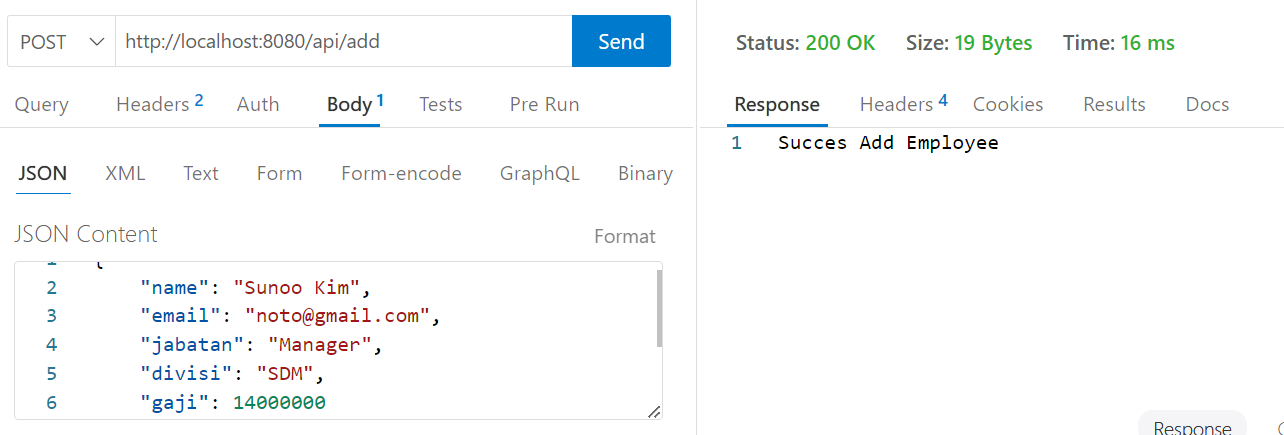 POST http://localhost:8080/api/add Send
Query Headers 2 Auth Body 1 Tests Pre Run
JSON XML Text Form Form-encode GraphQL Binary
JSON Content Format
2 "name": "Sunoo Kim",
3 "email": "noto@gmail.com",
4 "jabatan": "Manager",
5 "divisi": "SDM",
6 "gaji": 14000000
Status: 200 OK Size: 19 Bytes Time: 16 ms
Response Headers 4 Cookies Results Docs
1 Succes Add Employee
Response